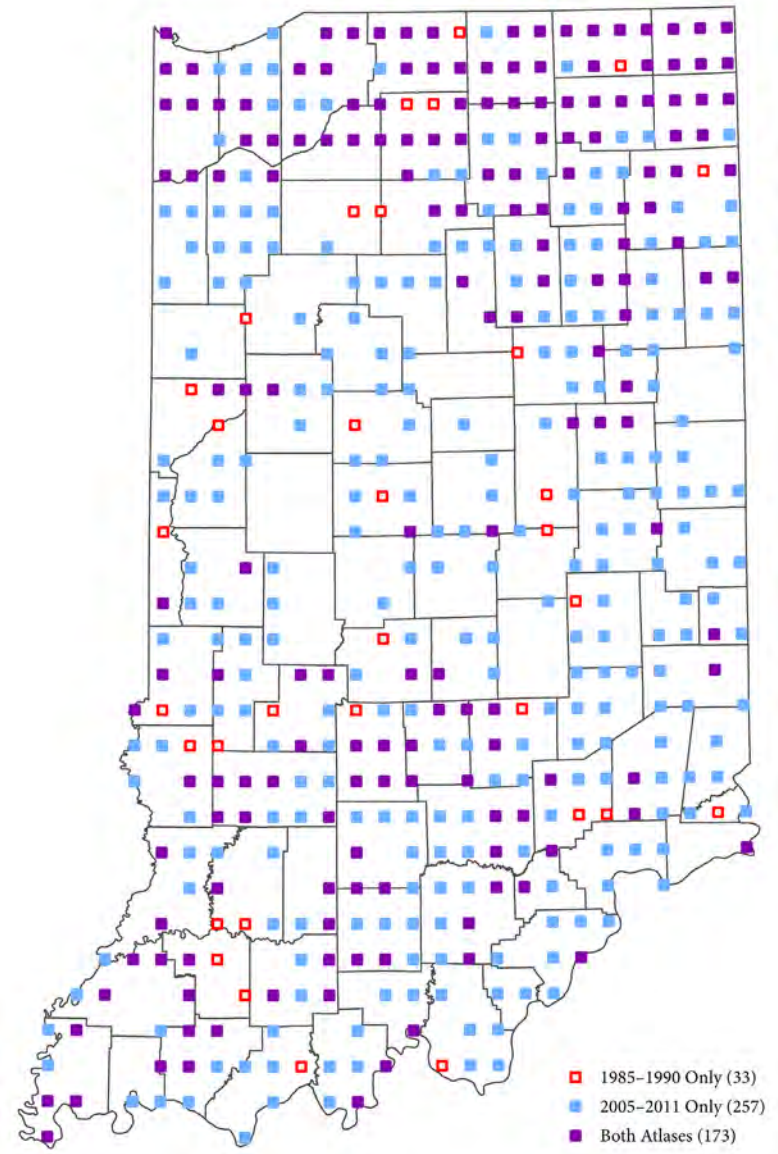 1985–1990 Only (33)
2005–2011 Only (257)
Both Atlases (173)